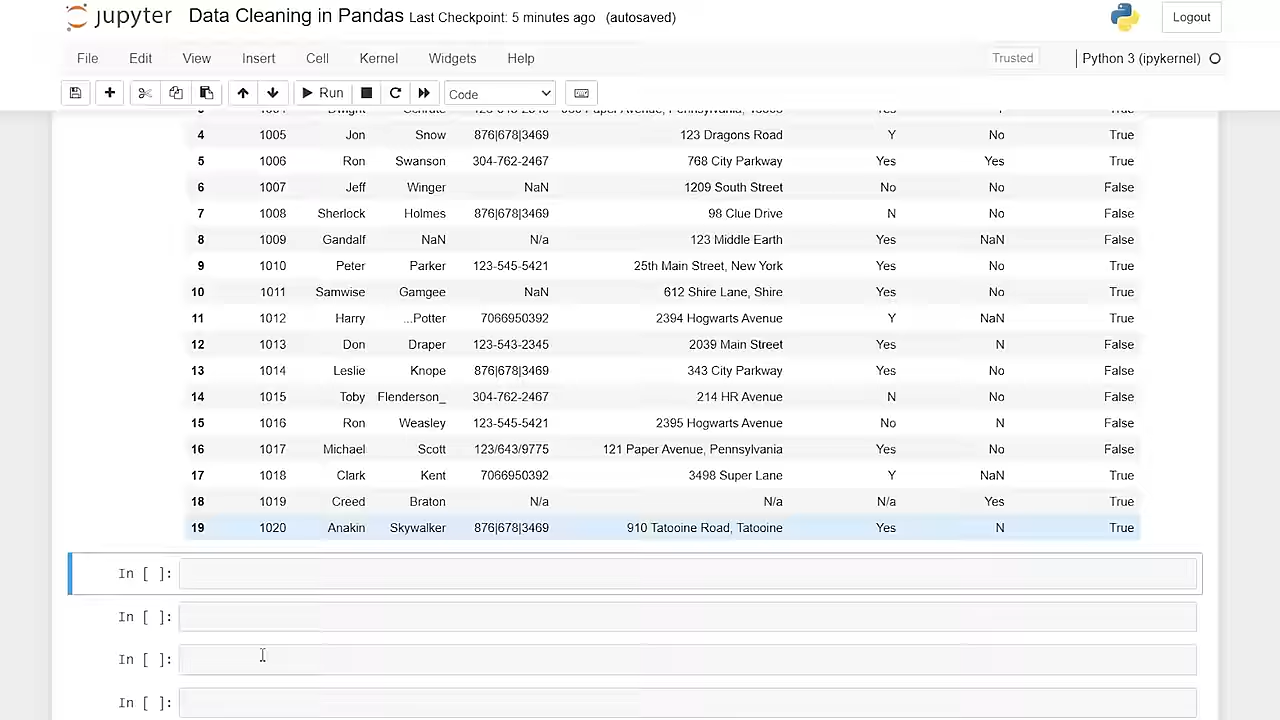 jupyter Data Cleaning in Pandas Last Checkpoint: 5 minutes ago (autosaved) Logout
File Edit View Insert Cell Kernel Widgets Help Trusted Python 3 (ipykernel)
Run Code
4 1005 Jon Snow 876|678|3469 123 Dragons Road Y No True
5 1006 Ron Swanson 304-762-2467 768 City Parkway Yes Yes True
6 1007 Jeff Winger NaN 1209 South Street No No False
7 1008 Sherlock Holmes 876|678|3469 98 Clue Drive N No False
8 1009 Gandalf NaN N/a 123 Middle Earth Yes NaN False
9 1010 Peter Parker 123-545-5421 25th Main Street, New York Yes No True
10 1011 Samwise Gamgee NaN 612 Shire Lane, Shire Yes No True
11 1012 Harry ...Potter 7066950392 2394 Hogwarts Avenue Y NaN True
12 1013 Don Draper 123-543-2345 2039 Main Street Yes N False
13 1014 Leslie Knope 876|678|3469 343 City Parkway Yes No False
14 1015 Toby Flenderson_ 304-762-2467 214 HR Avenue N No False
15 1016 Ron Weasley 123-545-5421 2395 Hogwarts Avenue No N False
16 1017 Michael Scott 123/643/9775 121 Paper Avenue, Pennsylvania Yes No False
17 1018 Clark Kent 7066950392 3498 Super Lane Y NaN True
18 1019 Creed Braton N/a N/a N/a Yes True
19 1020 Anakin Skywalker 876|678|3469 910 Tatooine Road, Tatooine Yes N True
In [ ]:
In [ ]:
In [ ]:
In [ ]: